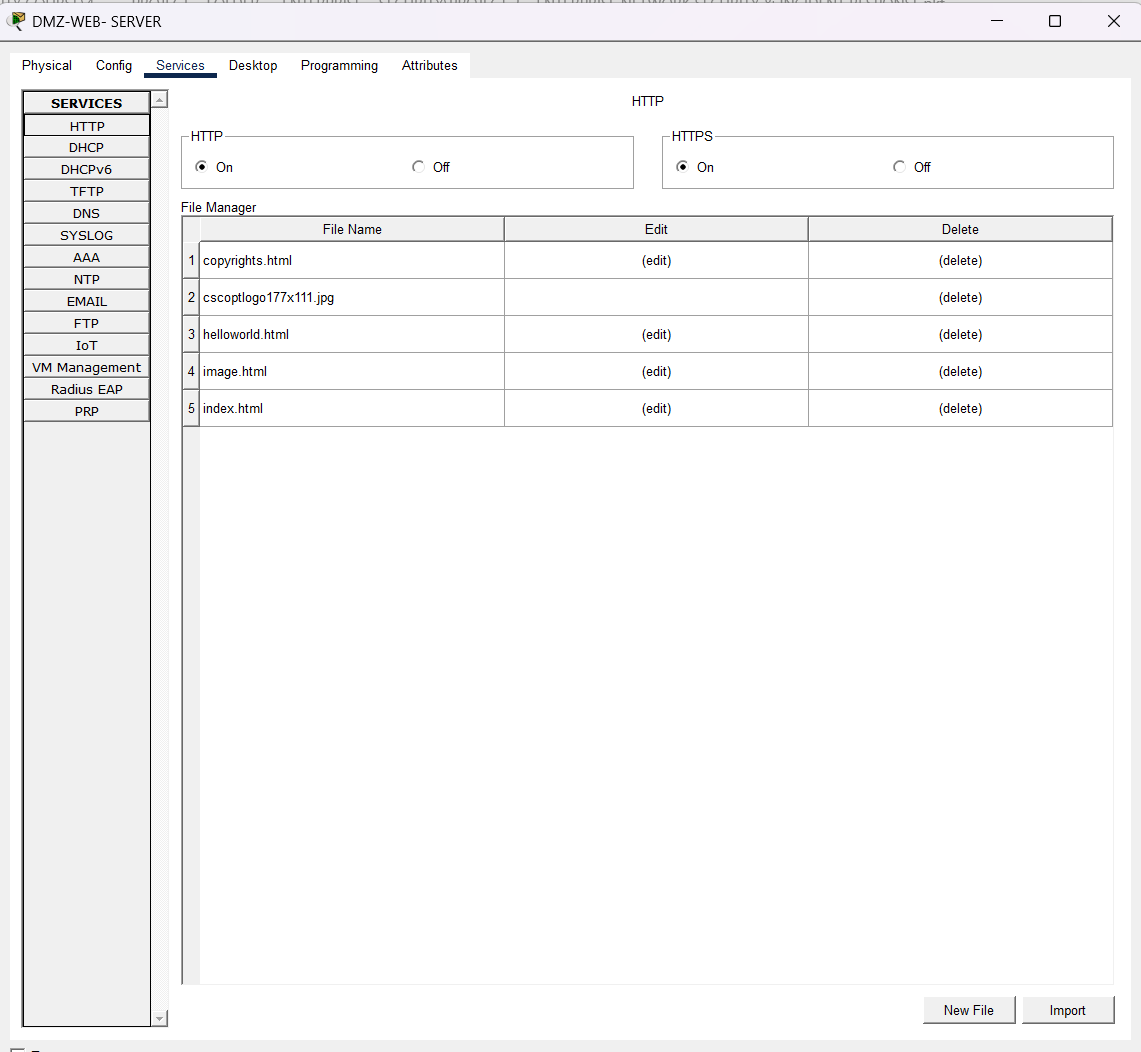 DMZ-WEB- SERVER
Physical Config Services Desktop Programming Attributes
SERVICES
HTTP
DHCP
DHCPv6
TFTP
DNS
SYSLOG
AAA
NTP
EMAIL
FTP
IoT
VM Management
Radius EAP
PRP
HTTP
HTTP
On Off
HTTPS
On Off
File Manager
File Name Edit Delete
1 copyrights.html (edit) (delete)
2 cscoptlogo177x111.jpg (delete)
3 helloworld.html (edit) (delete)
4 image.html (edit) (delete)
5 index.html (edit) (delete)
New File Import